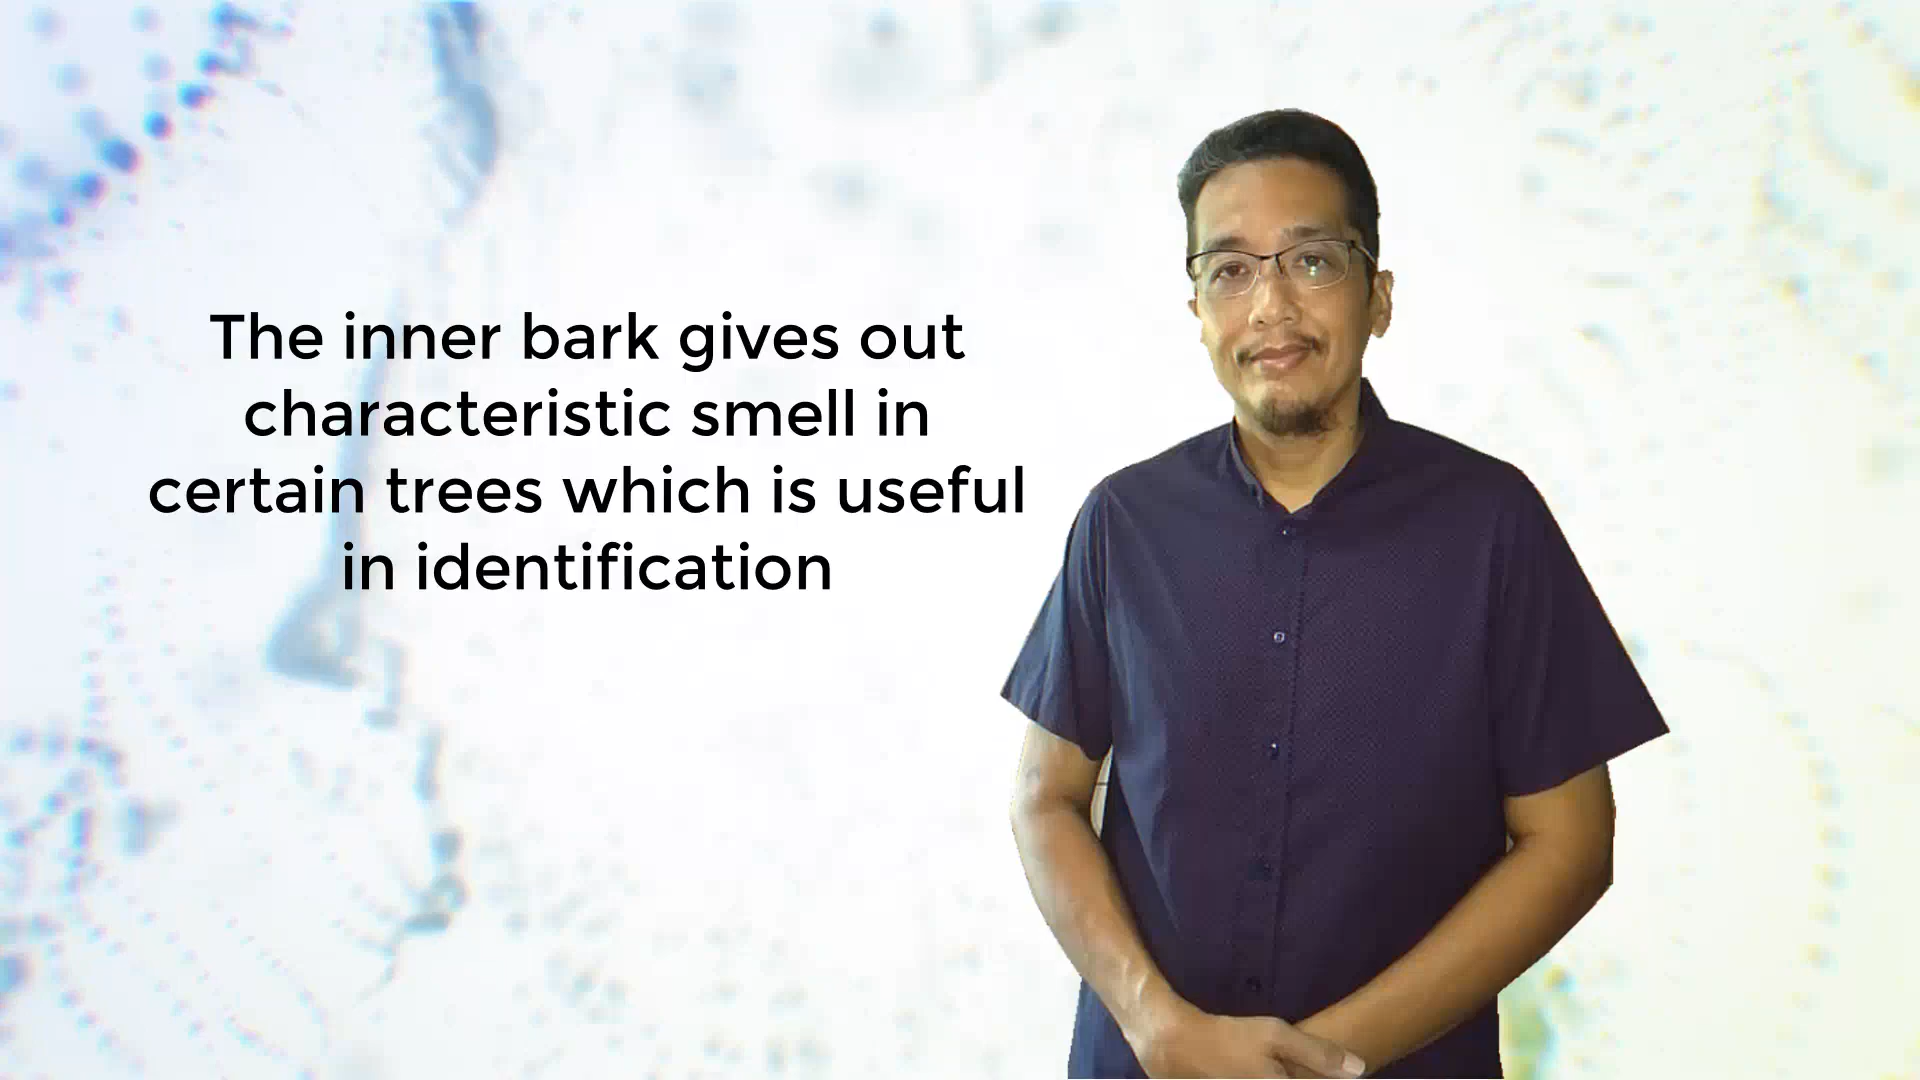 The inner bark gives out
characteristic smell in
certain trees which is useful
in identification